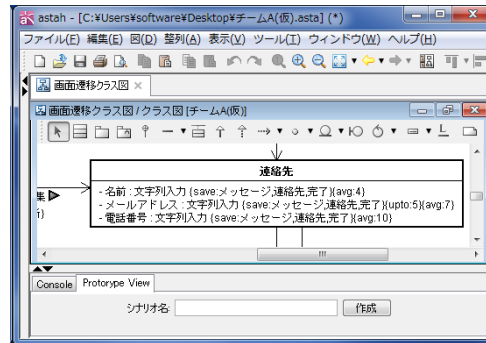 astah - [C:¥Users¥software¥Desktop¥チームA(仮).asta] (*)
ファイル(F) 編集(E) 図(D) 整列(A) 表示(V) ツール(T) ウィンドウ(W) ヘルプ(H)
画面遷移クラス図
画面遷移クラス図 / クラス図 [チームA(仮)]
連絡先
- 名前 : 文字列入力 {save:メッセージ,連絡先,完了}{avg:4}
集
- メールアドレス : 文字列入力 {save:メッセージ,連絡先,完了}{upto:5}{avg:7}
- 電話番号 : 文字列入力 {save:メッセージ,連絡先,完了}{avg:10}
Console Protorype View
シナリオ名:
作成